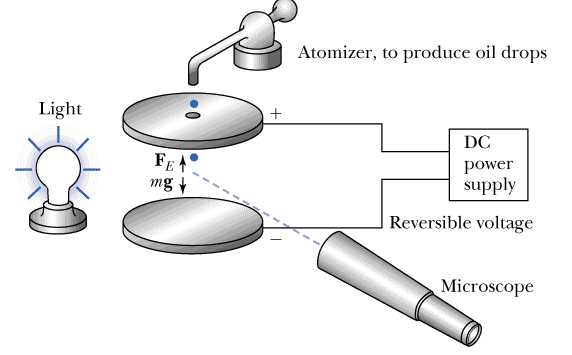 Atomizer, to produce oil drops
Light
+
F_E
mg
−
DC
power
supply
Reversible voltage
Microscope